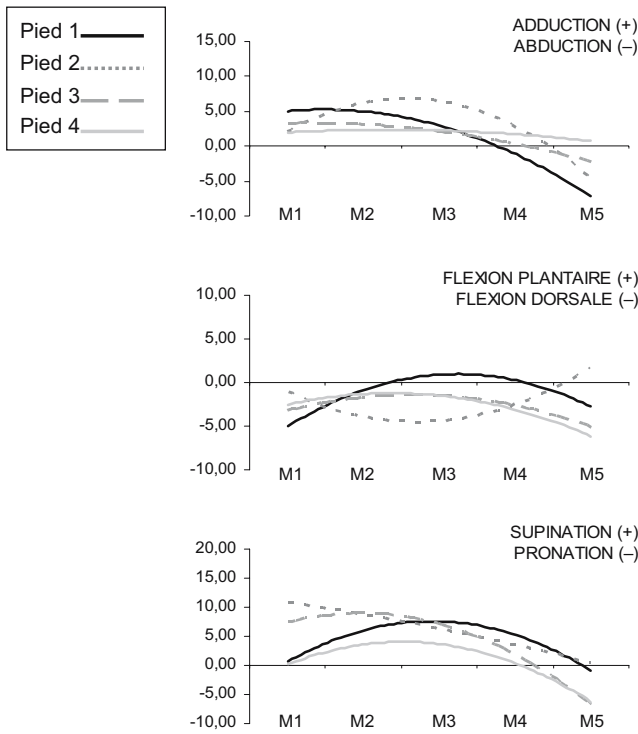 Pied 1
Pied 2
Pied 3
Pied 4
ADDUCTION (+)
ABDUCTION (–)
15,00
10,00
5,00
0,00
-5,00
-10,00
M1 M2 M3 M4 M5
FLEXION PLANTAIRE (+)
FLEXION DORSALE (–)
10,00
5,00
0,00
-5,00
-10,00
M1 M2 M3 M4 M5
SUPINATION (+)
PRONATION (–)
20,00
15,00
10,00
5,00
0,00
-5,00
-10,00
M1 M2 M3 M4 M5